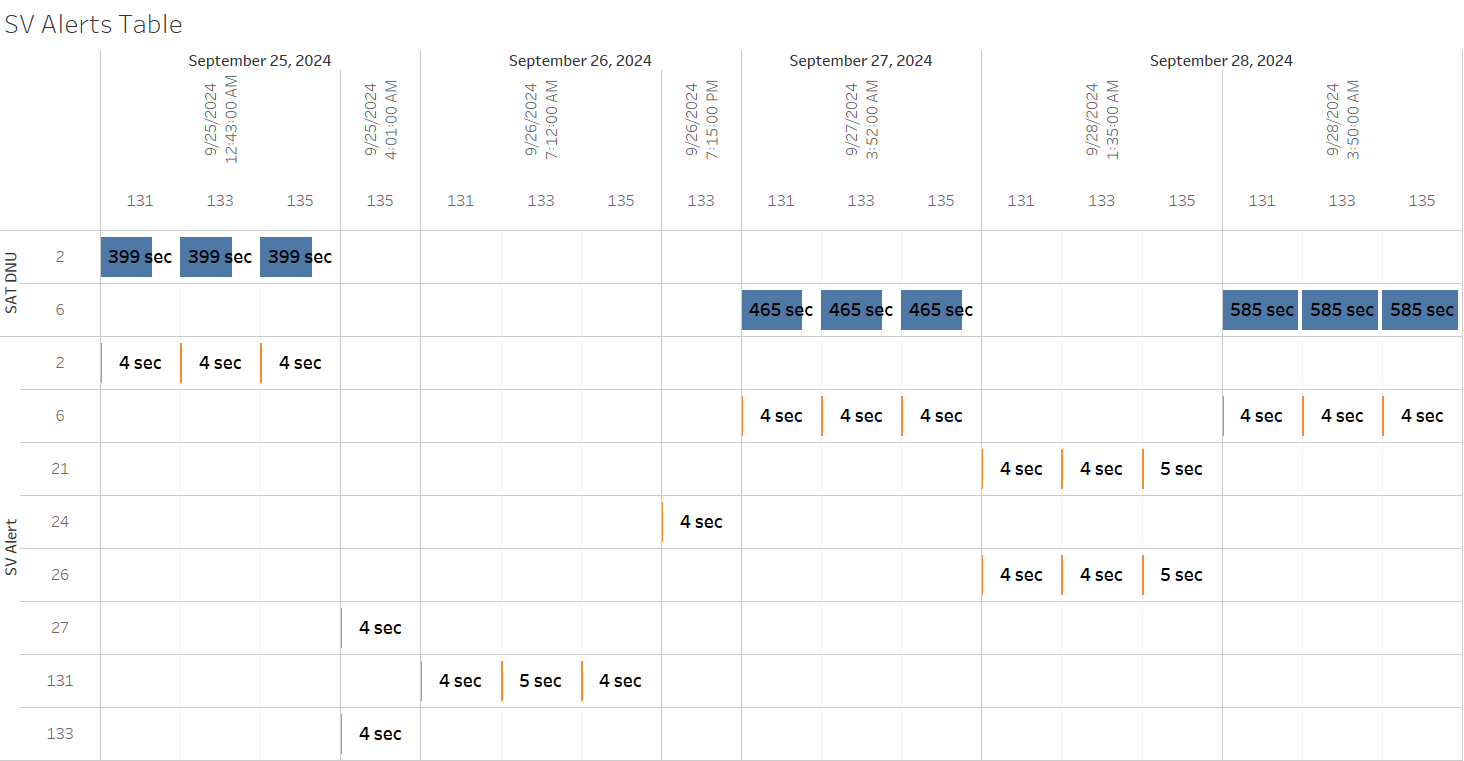 SV Alerts Table
September 25, 2024 September 26, 2024 September 27, 2024 September 28, 2024
9/25/2024
12:43:00 AM
9/25/2024
4:01:00 AM
9/26/2024
7:12:00 AM
9/26/2024
7:15:00 PM
9/27/2024
3:52:00 AM
9/28/2024
1:35:00 AM
9/28/2024
3:50:00 AM
131 133 135 135 131 133 135 133 131 133 135 131 133 135 131 133 135
SAT DNU
2 399 sec 399 sec 399 sec
6 465 sec 465 sec 465 sec 585 sec 585 sec 585 sec
SV Alert
2 4 sec 4 sec 4 sec
6 4 sec 4 sec 4 sec 4 sec 4 sec 4 sec
21 4 sec 4 sec 5 sec
24 4 sec
26 4 sec 4 sec 5 sec
27 4 sec
131 4 sec 5 sec 4 sec
133 4 sec